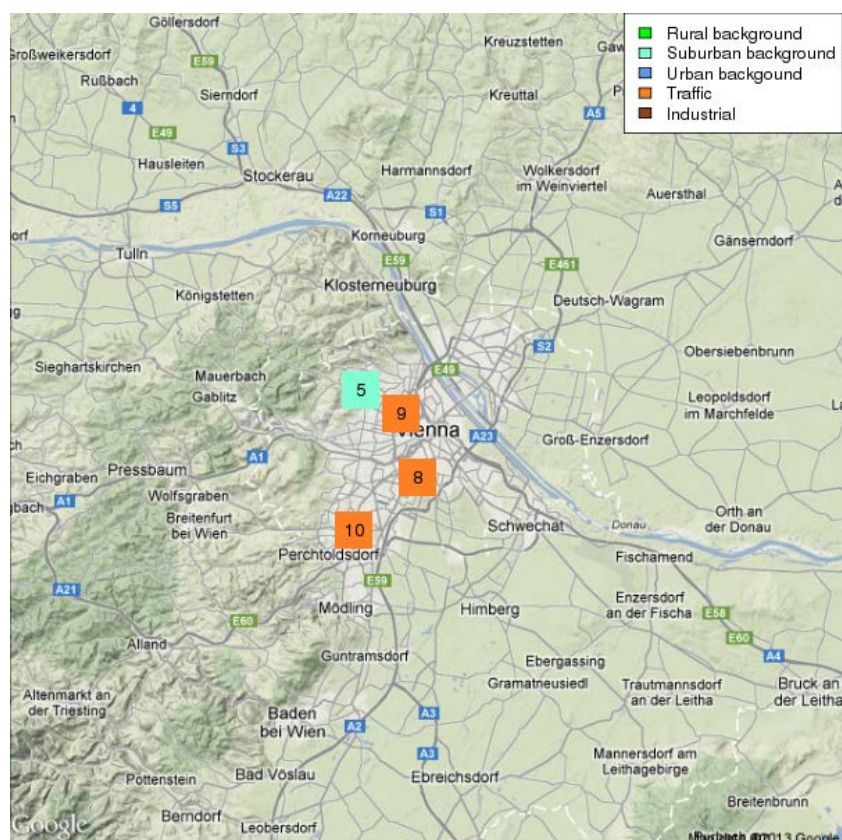 Göllersdorf
Kreuzstetten
Großweikersdorf
E59
Gaw
Rural background
Suburban background
Urban backgound
Traffic
Industrial
Rußbach
Sierndorf
Kreuttal
4
A5
E49
S3
Hausleiten
Stockerau
Harmannsdorf
Wolkersdorf
im Weinviertel
Auersthal
A22
S5
S1
Korneuburg
Gänserndorf
dorf
Tulln
E59
E461
Klosterneuburg
Königstetten
Deutsch-Wagram
S2
Sieghartskirchen
Mauerbach
E49
Obersiebenbrunn
Gablitz
5
Leopoldsdorf
im Marchfelde
9
Vienna
A23
Groß-Enzersdorf
A1
Pressbaum
Eichgraben
8
A1
Wolfsgraben
Orth an
der Donau
gbach
Breitenfurt
bei Wien
10
Schwechat
Donau
Perchtoldsdorf
Fischamend
A21
E59
Mödling
Himberg
Enzersdorf
an der Fischa
E60
E58
E60
Alland
Guntramsdorf
Ebergassing
A4
Altenmarkt an
der Triesting
Gramatneusiedl
Trautmannsdorf
an der Leitha
Bruck an
der Leitha
Baden
bei Wien
A2
A3
A3
Mannersdorf am
Leithagebirge
Pottenstein
Bad Vöslau
Ebreichsdorf
Breitenbrunn
Berndorf
Google
Leobersdorf
2013 Google